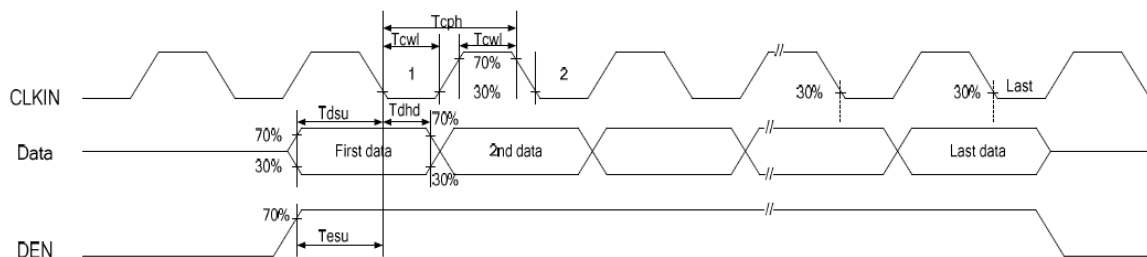 Tcph
Tcwl Tcwl
1 70% 2
CLKIN 30% 30% 30% Last
Tdsu Tdhd
70% 70%
Data First data 2nd data Last data
30% 30%
70%
Tesu
DEN